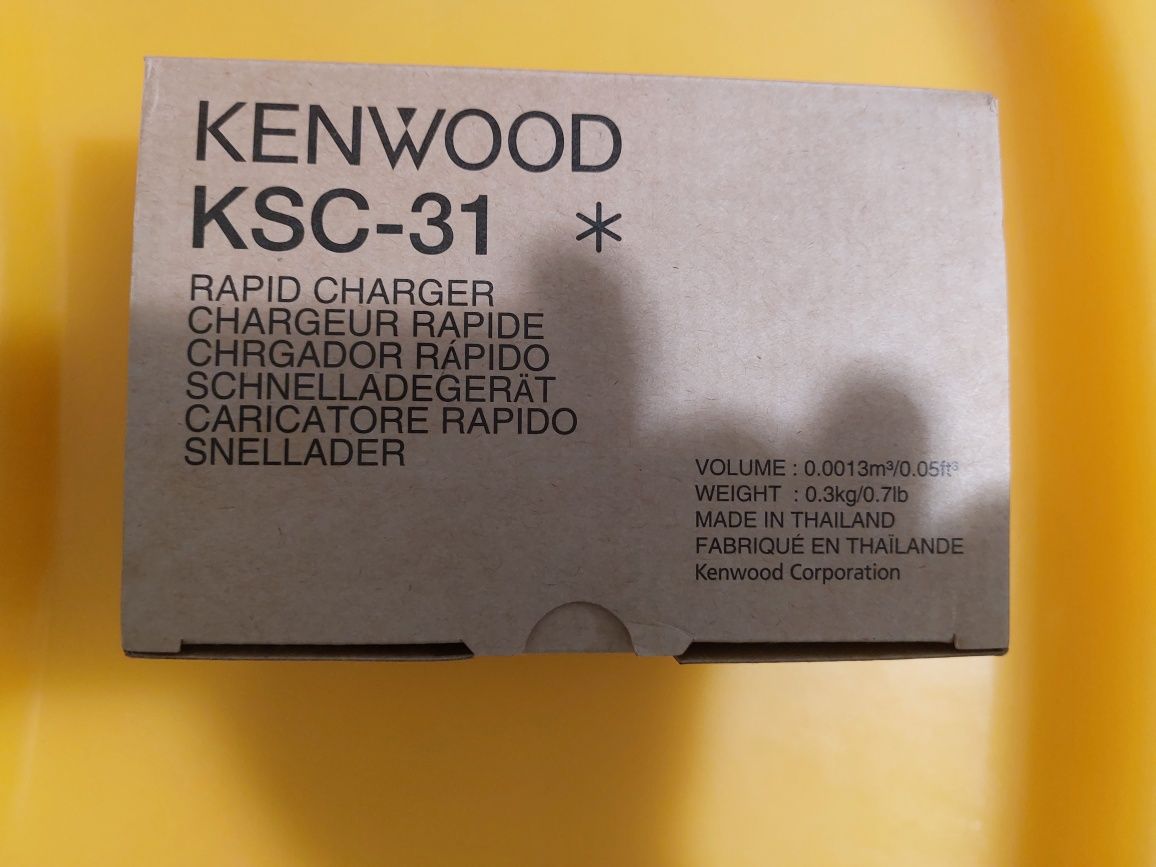 KENWOOD
KSC-31 *
RAPID CHARGER
CHARGEUR RAPIDE
CHRGADOR RÁPIDO
SCHNELLADEGERÄT
CARICATORE RAPIDO
SNELLADER
VOLUME : 0.0013m³/0.05ft³
WEIGHT : 0.3kg/0.7lb
MADE IN THAILAND
FABRIQUÉ EN THAÏLANDE
Kenwood Corporation